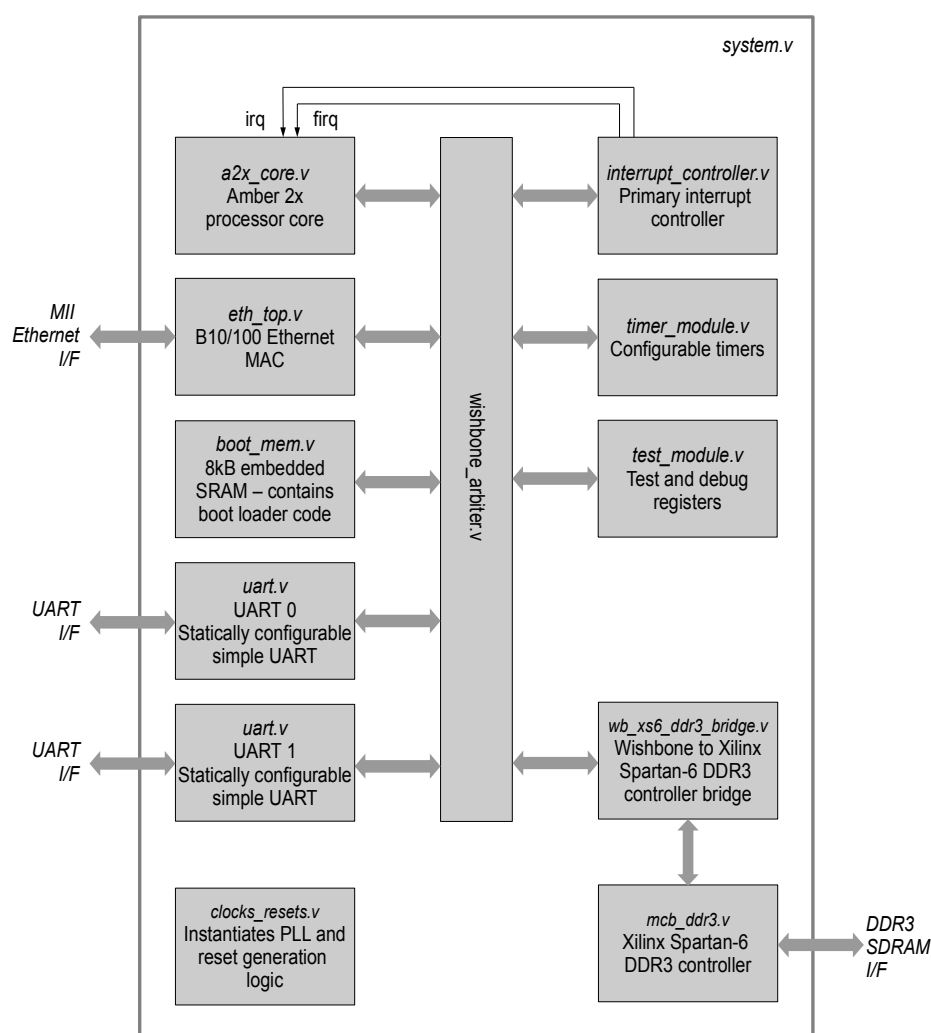 system.v
irq
firq
a2x_core.v
Amber 2x
processor core
interrupt_controller.v
Primary interrupt
controller
MII
Ethernet
I/F
eth_top.v
B10/100 Ethernet
MAC
timer_module.v
Configurable timers
wishbone_arbiter.v
boot_mem.v
8kB embedded
SRAM – contains
boot loader code
test_module.v
Test and debug
registers
UART
I/F
uart.v
UART 0
Statically configurable
simple UART
UART
I/F
uart.v
UART 1
Statically configurable
simple UART
wb_xs6_ddr3_bridge.v
Wishbone to Xilinx
Spartan-6 DDR3
controller bridge
clocks_resets.v
Instantiates PLL and
reset generation
logic
mcb_ddr3.v
Xilinx Spartan-6
DDR3 controller
DDR3
SDRAM
I/F